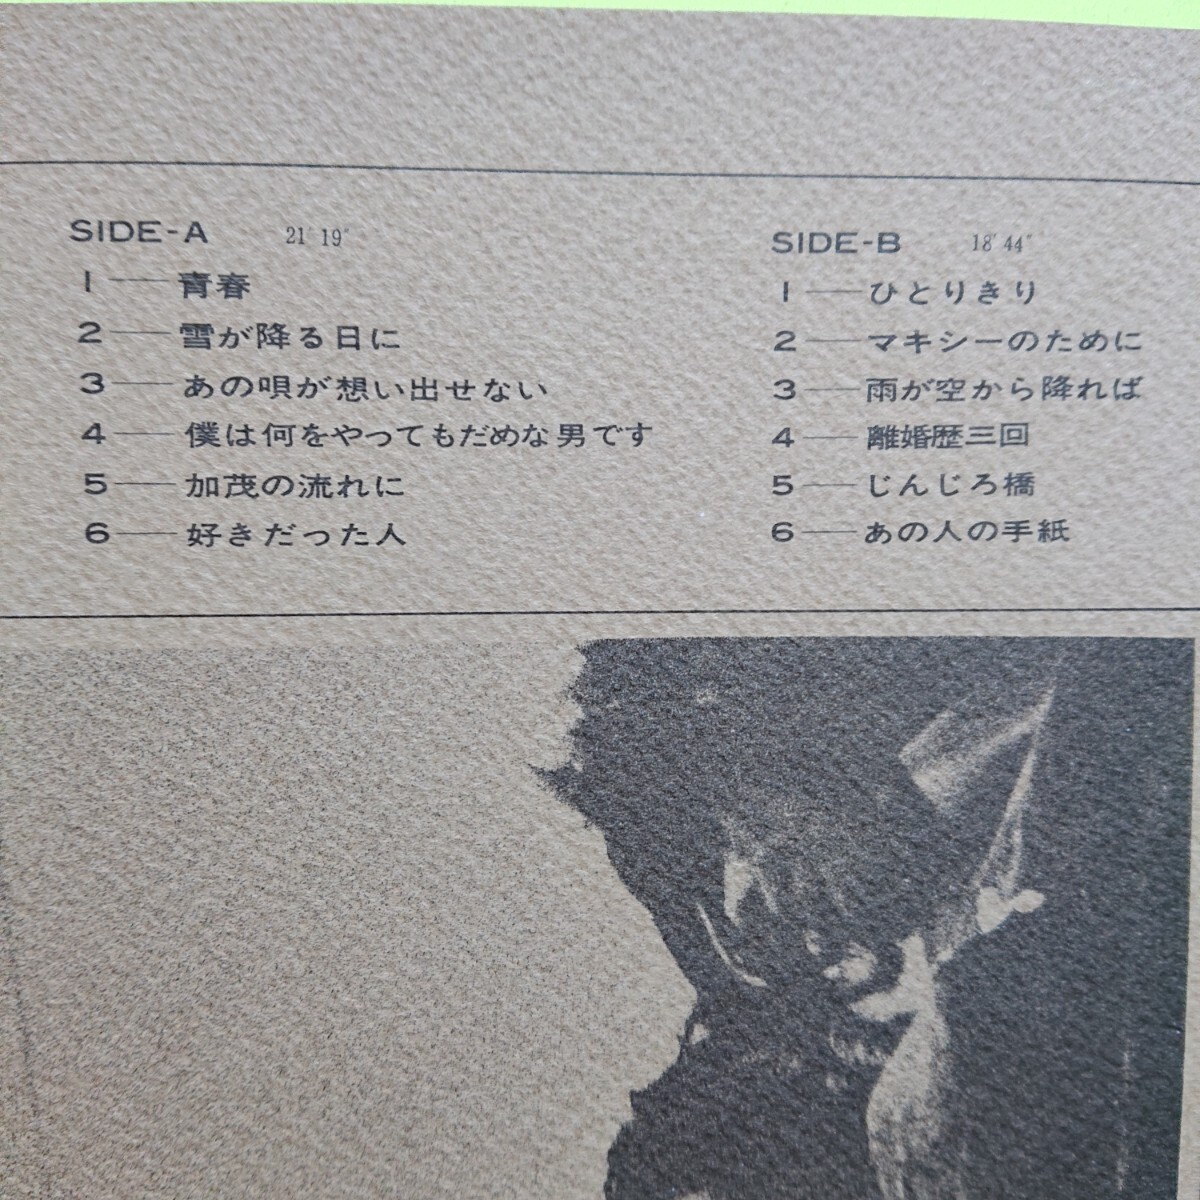 SIDE-A 21′19″
1——青春
2——雪が降る日に
3——あの唄が想い出せない
4——僕は何をやってもだめな男です
5——加茂の流れに
6——好きだった人
SIDE-B 18′44″
1——ひとりきり
2——マキシーのために
3——雨が空から降れば
4——離婚歴三回
5——じんじろ橋
6——あの人の手紙